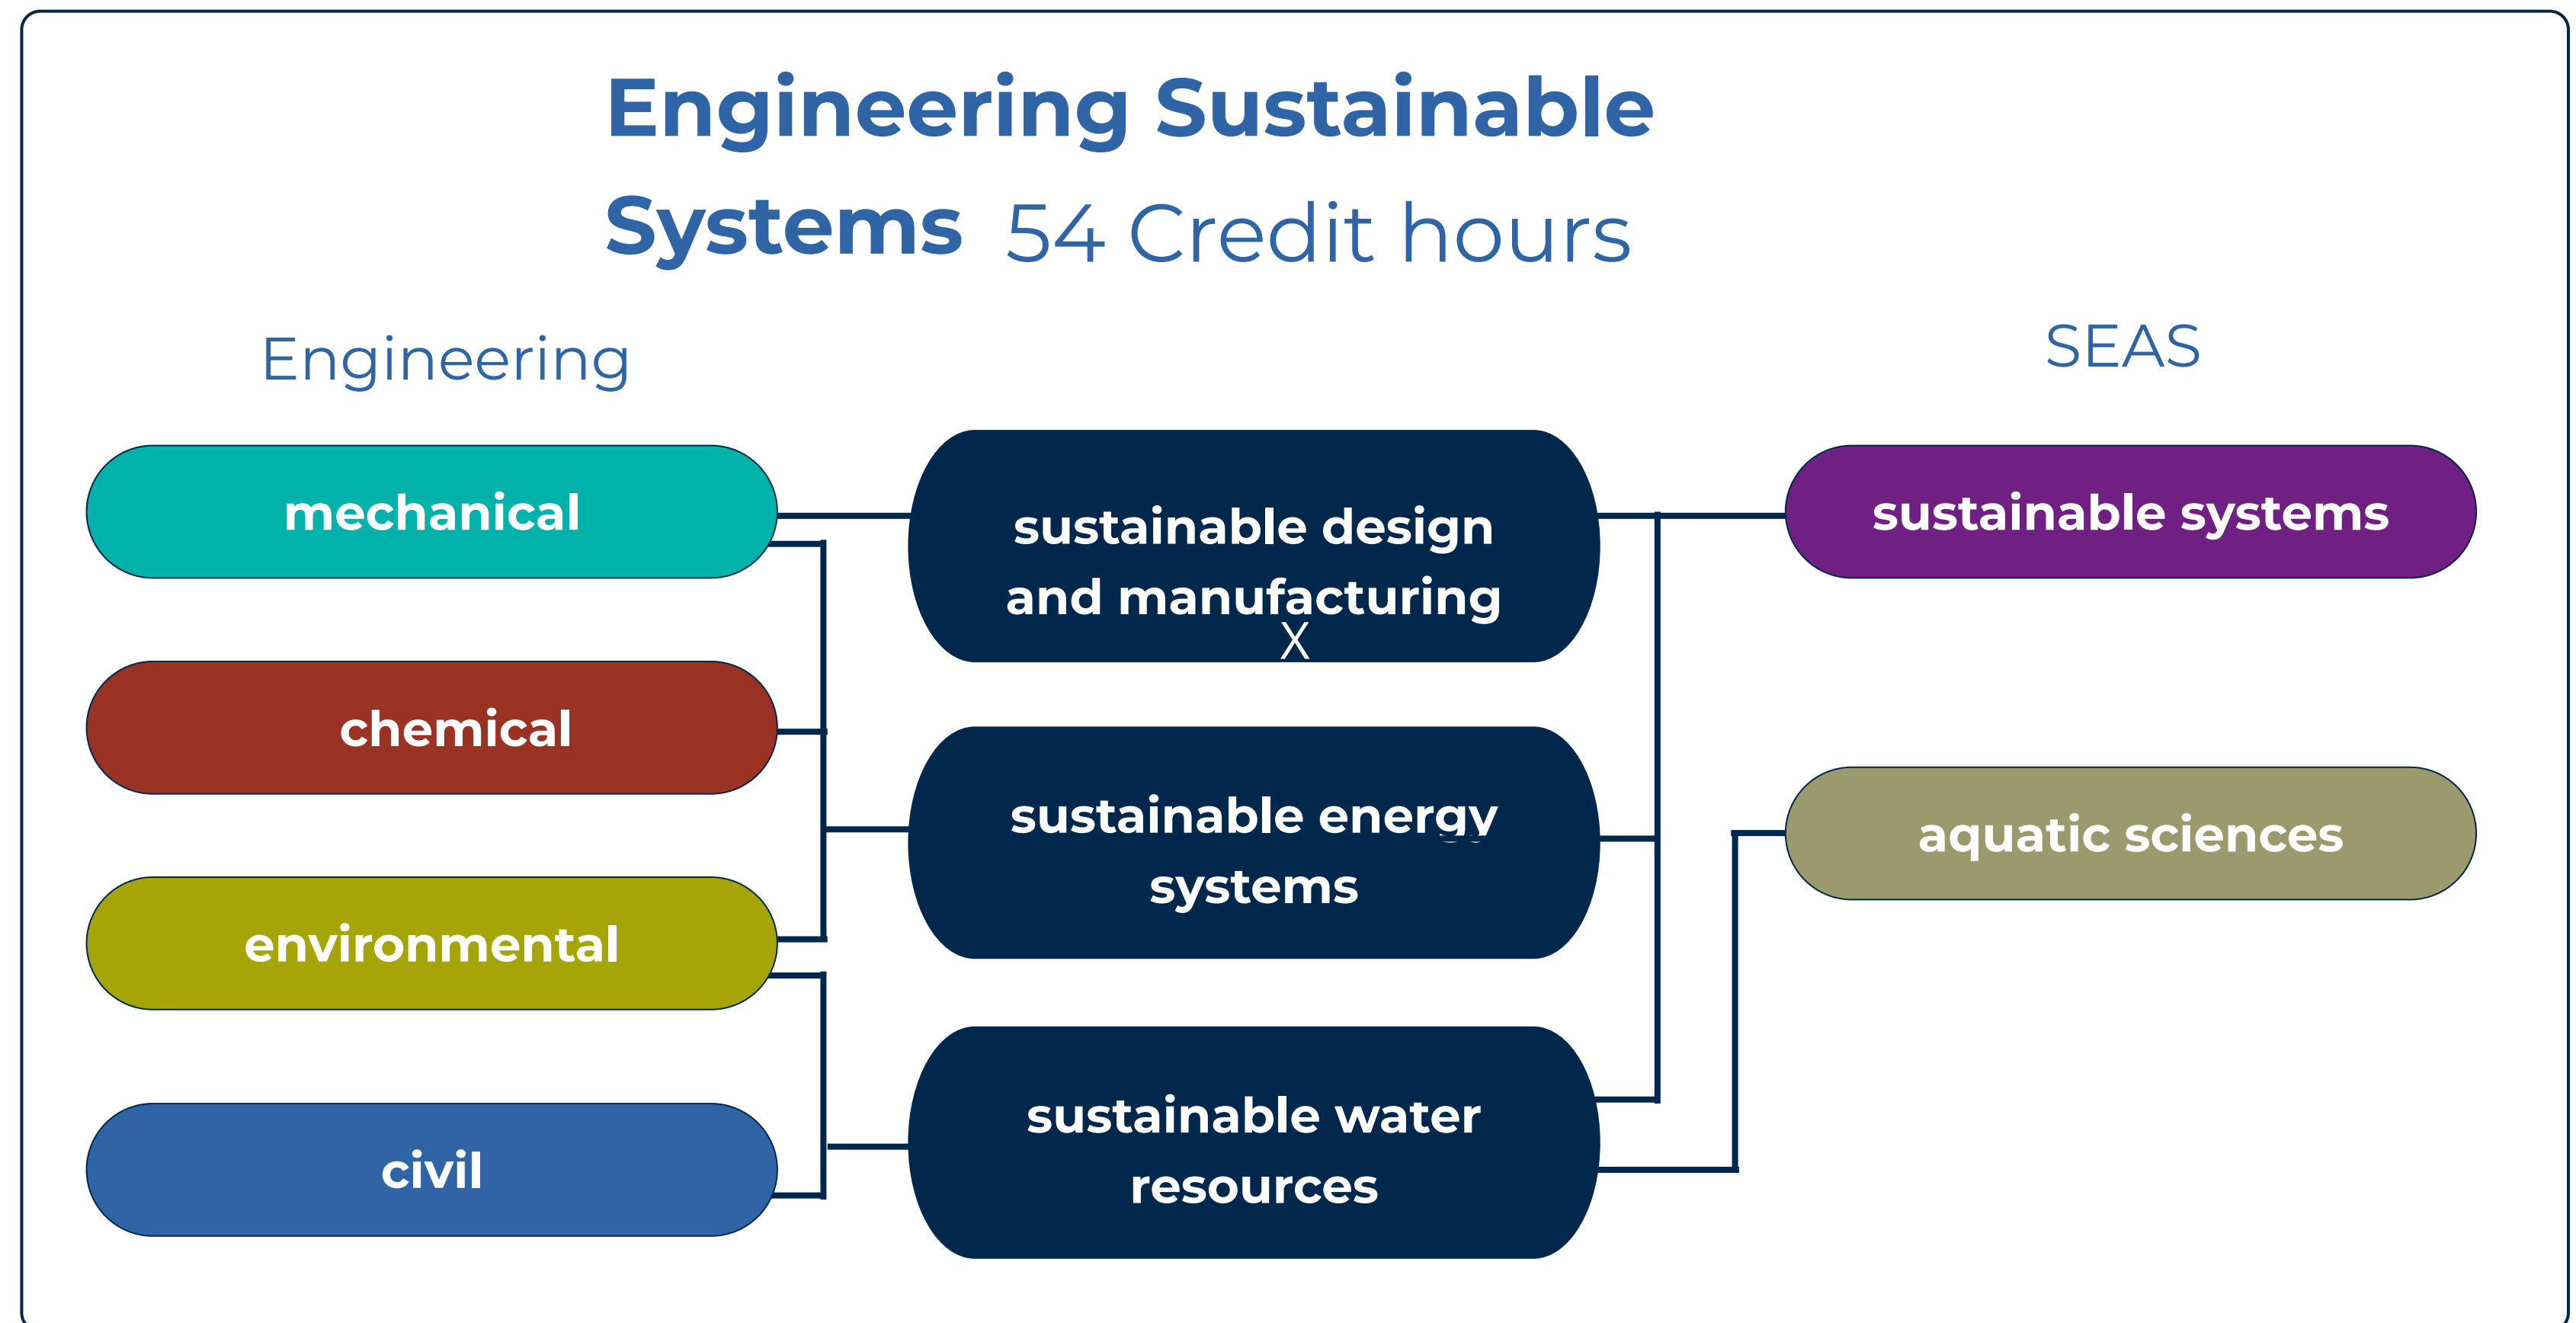 Engineering Sustainable
Systems 54 Credit hours
Engineering
SEAS
mechanical
chemical
environmental
civil
sustainable design
and manufacturing
X
sustainable energy
systems
sustainable water
resources
sustainable systems
aquatic sciences